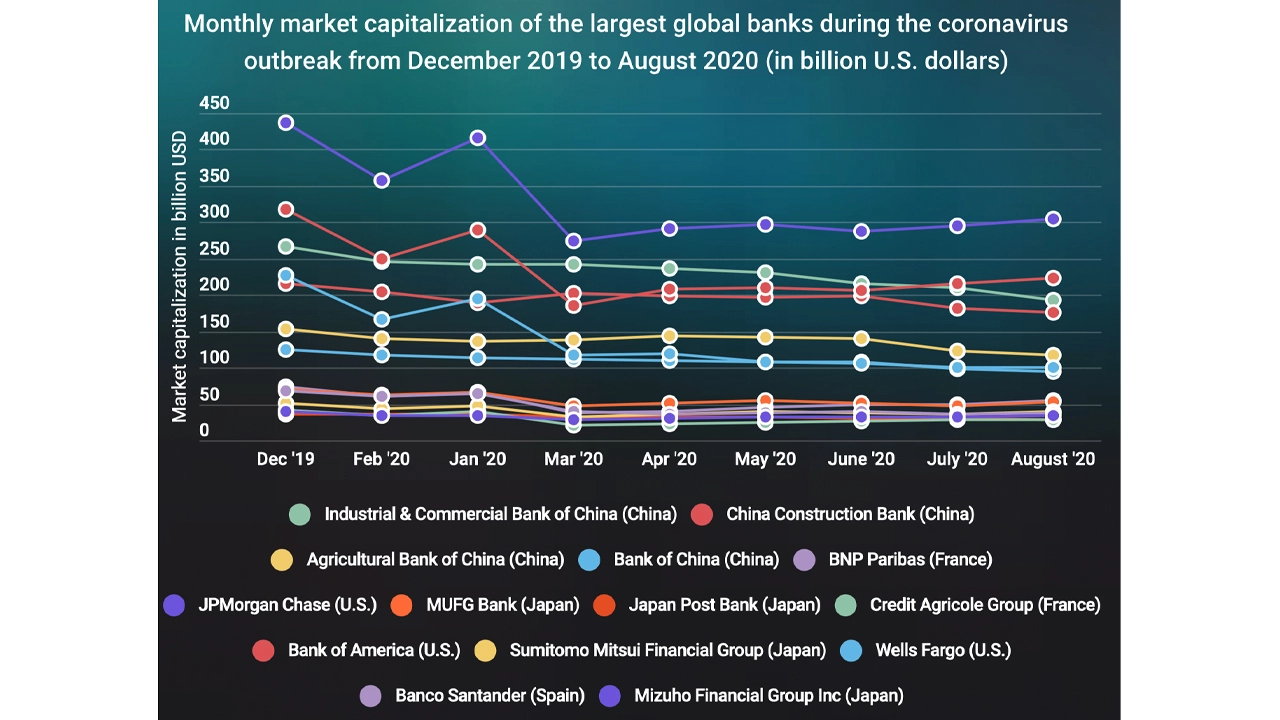 Monthly market capitalization of the largest global banks during the coronavirus
outbreak from December 2019 to August 2020 (in billion U.S. dollars)
Market capitalization in billion USD
450
400
350
300
250
200
150
100
50
0
Dec '19 Feb '20 Jan '20 Mar '20 Apr '20 May '20 June '20 July '20 August '20
Industrial & Commercial Bank of China (China) China Construction Bank (China)
Agricultural Bank of China (China) Bank of China (China) BNP Paribas (France)
JPMorgan Chase (U.S.) MUFG Bank (Japan) Japan Post Bank (Japan) Credit Agricole Group (France)
Bank of America (U.S.) Sumitomo Mitsui Financial Group (Japan) Wells Fargo (U.S.)
Banco Santander (Spain) Mizuho Financial Group Inc (Japan)